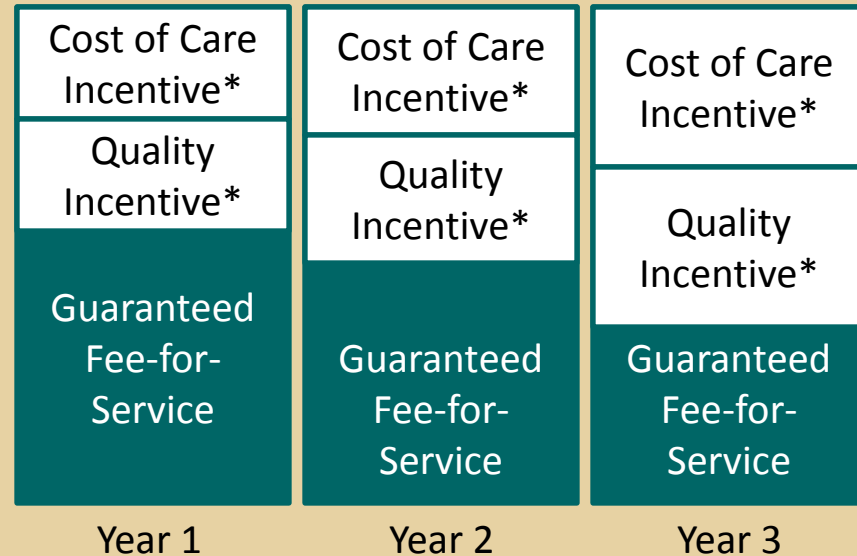 Cost of Care
Incentive*
Quality
Incentive*
Guaranteed
Fee-for-
Service
Year 1
Cost of Care
Incentive*
Quality
Incentive*
Guaranteed
Fee-for-
Service
Year 2
Cost of Care
Incentive*
Quality
Incentive*
Guaranteed
Fee-for-
Service
Year 3